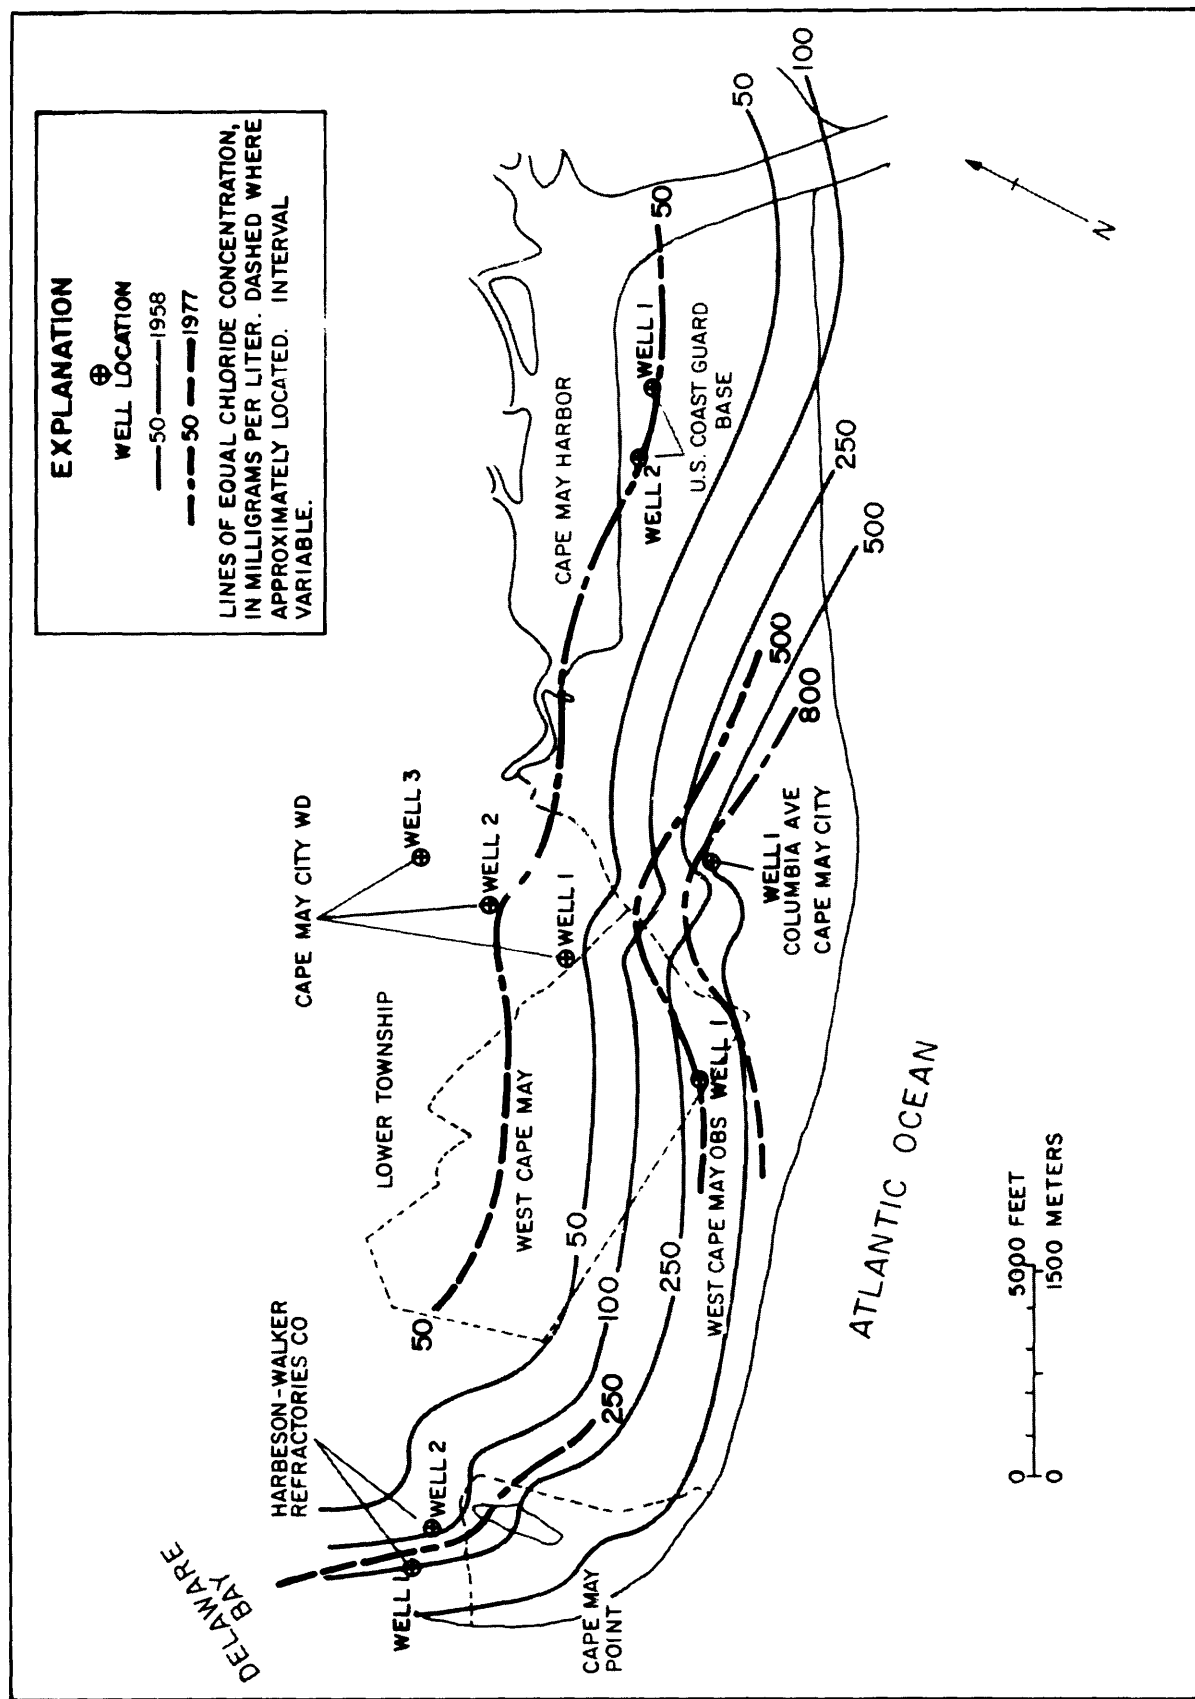 EXPLANATION
WELL LOCATION
50 1958
50 1977
LINES OF EQUAL CHLORIDE CONCENTRATION,
IN MILLIGRAMS PER LITER. DASHED WHERE
APPROXIMATELY LOCATED. INTERVAL
VARIABLE.
DELAWARE
BAY
HARBESON-WALKER
REFRACTORIES CO
WELL 1
WELL 2
CAPE MAY
POINT
LOWER TOWNSHIP
WEST CAPE MAY
CAPE MAY CITY WD
WELL 3
WELL 2
WELL 1
CAPE MAY HARBOR
WELL 2
WELL 1
U.S. COAST GUARD
BASE
WEST CAPE MAY OBS WELL 1
WELL 1
COLUMBIA AVE
CAPE MAY CITY
50
50
100
250
250
50
50
100
250
500
500
800
ATLANTIC OCEAN
0 5000 FEET
0 1500 METERS
N